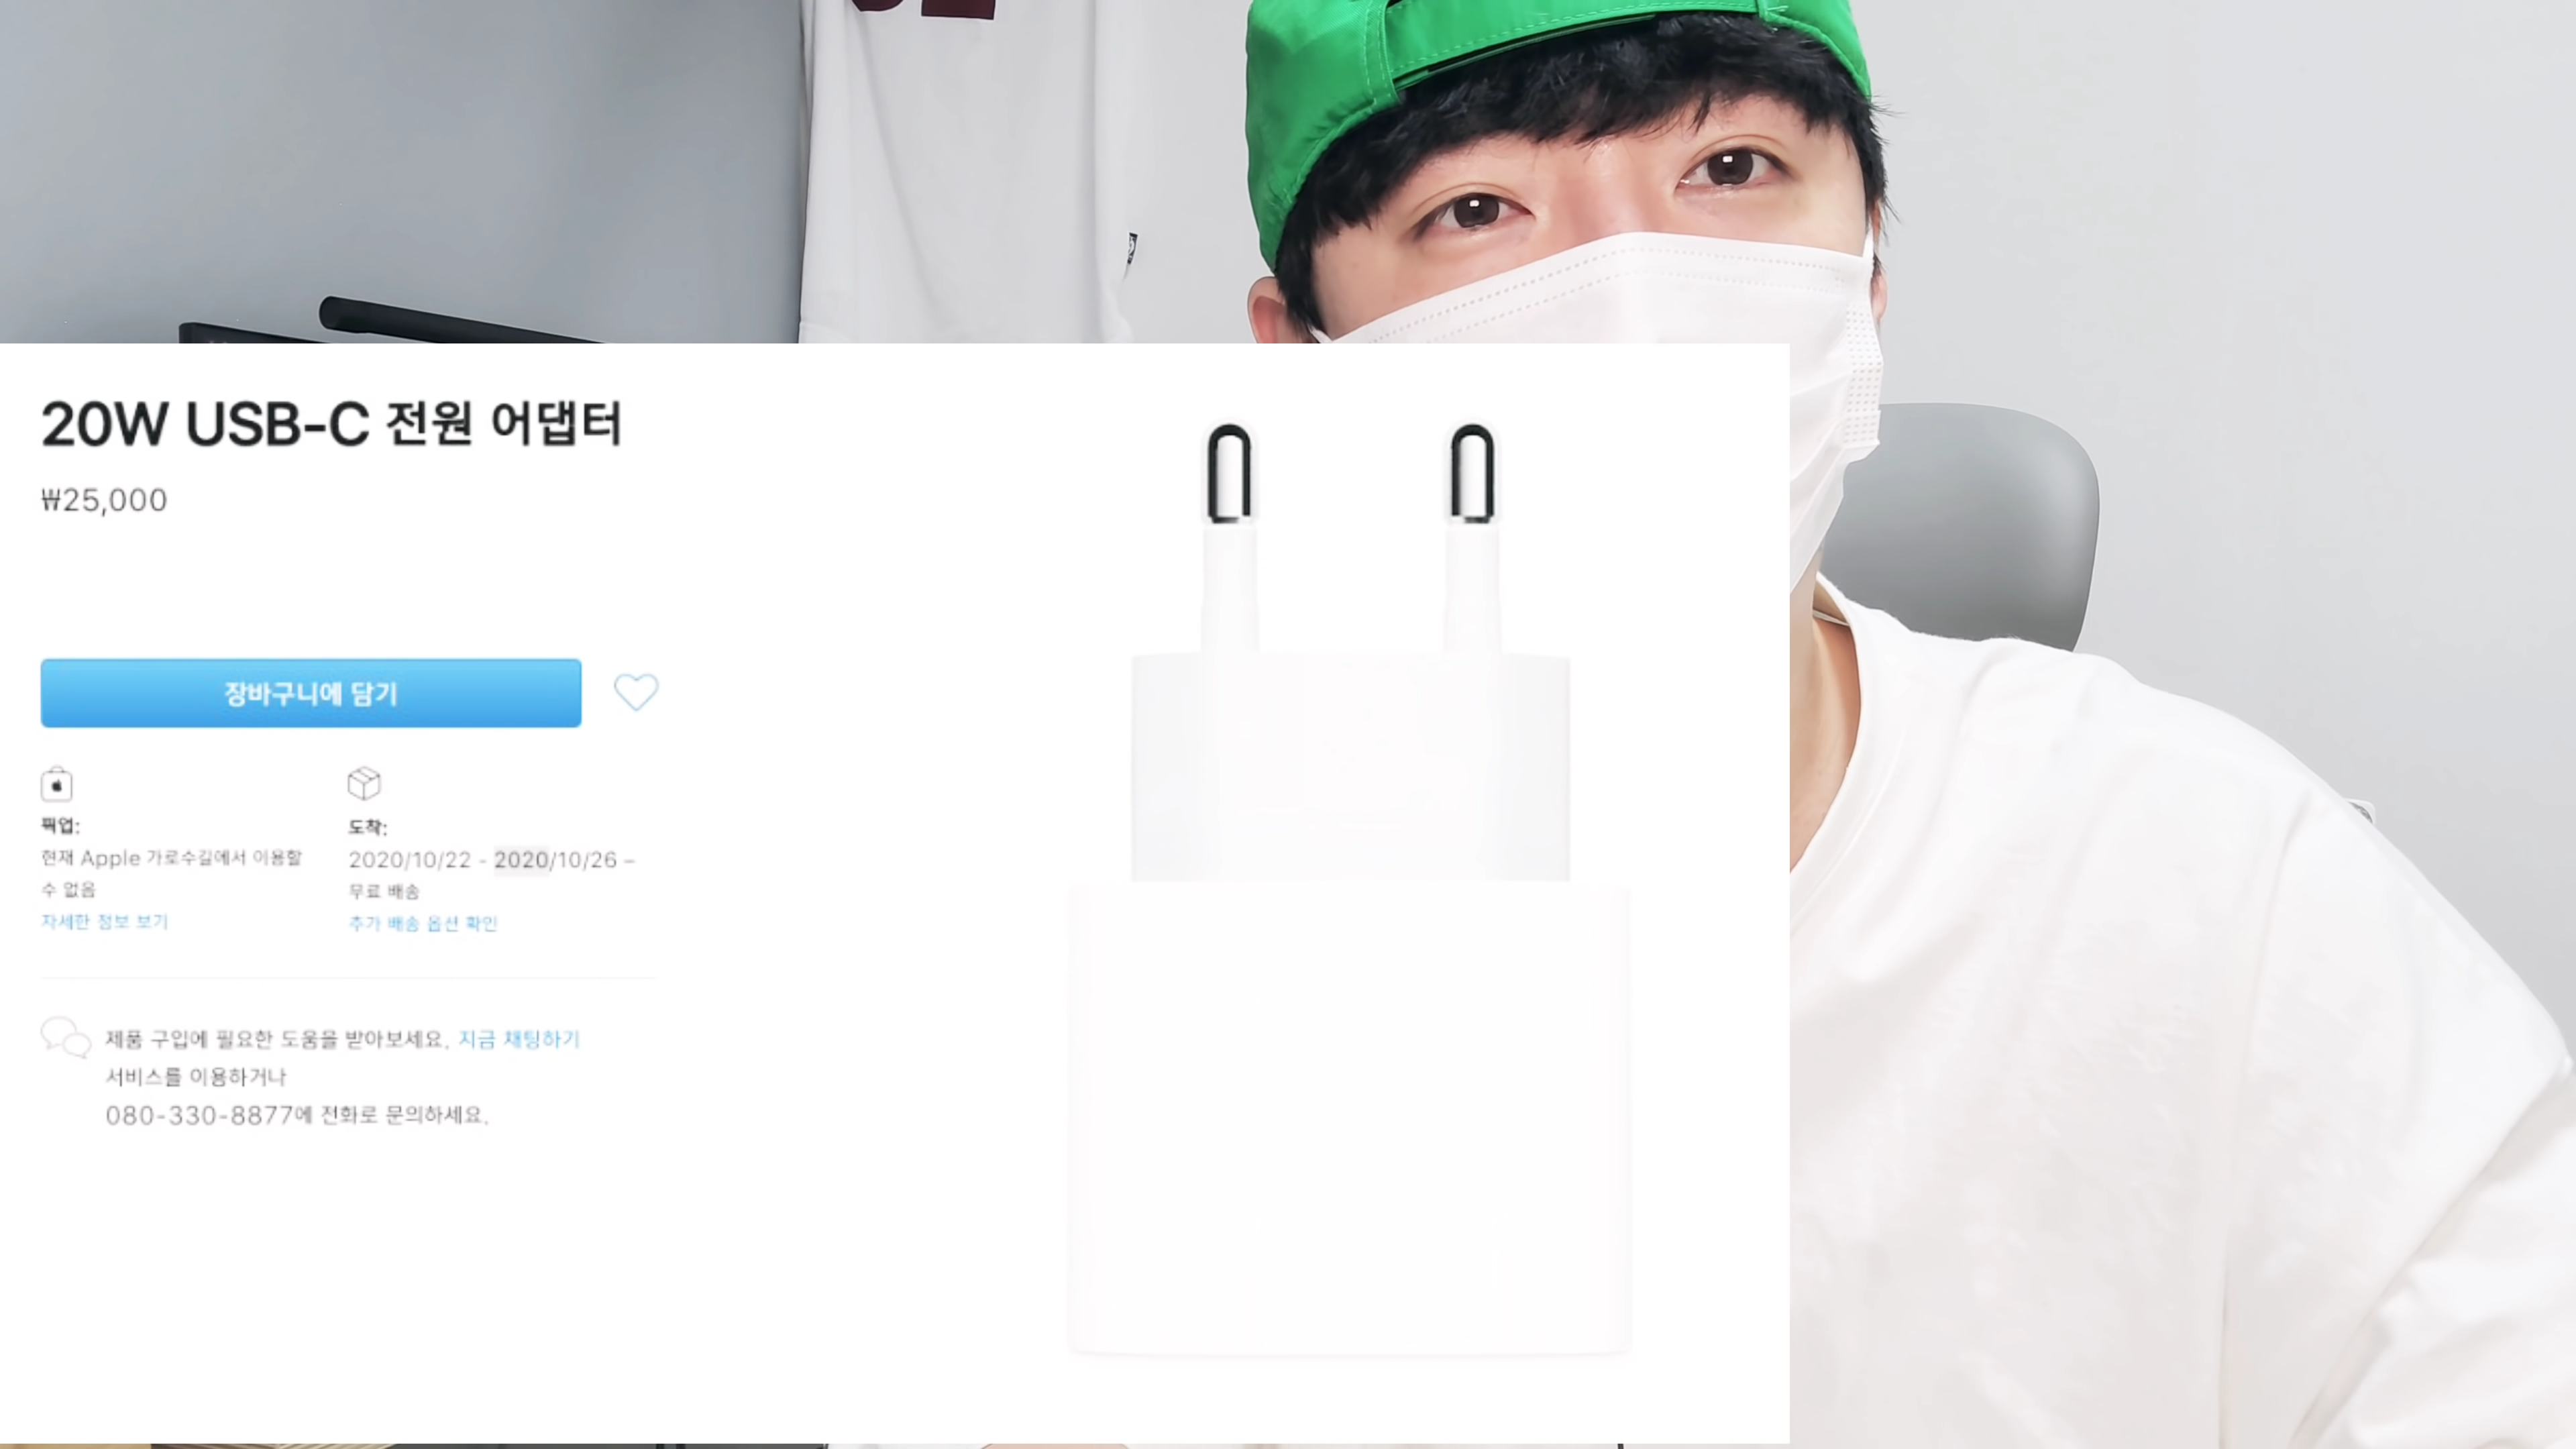 20W USB-C 전원 어댑터
₩25,000
장바구니에 담기
픽업:
현재 Apple 가로수길에서 이용할
수 없음
자세한 정보 보기
도착:
2020/10/22 - 2020/10/26 –
무료 배송
추가 배송 옵션 확인
제품 구입에 필요한 도움을 받아보세요. 지금 채팅하기
서비스를 이용하거나
080-330-8877에 전화로 문의하세요.